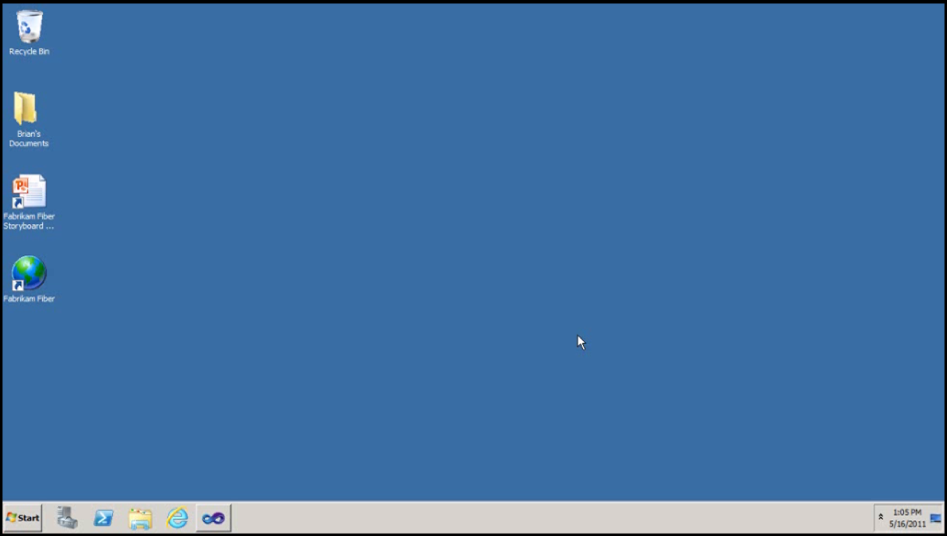 Recycle Bin
Brian's
Documents
Fabrikam Fiber
Storyboard ...
Fabrikam Fiber
Start
1:05 PM
5/16/2011